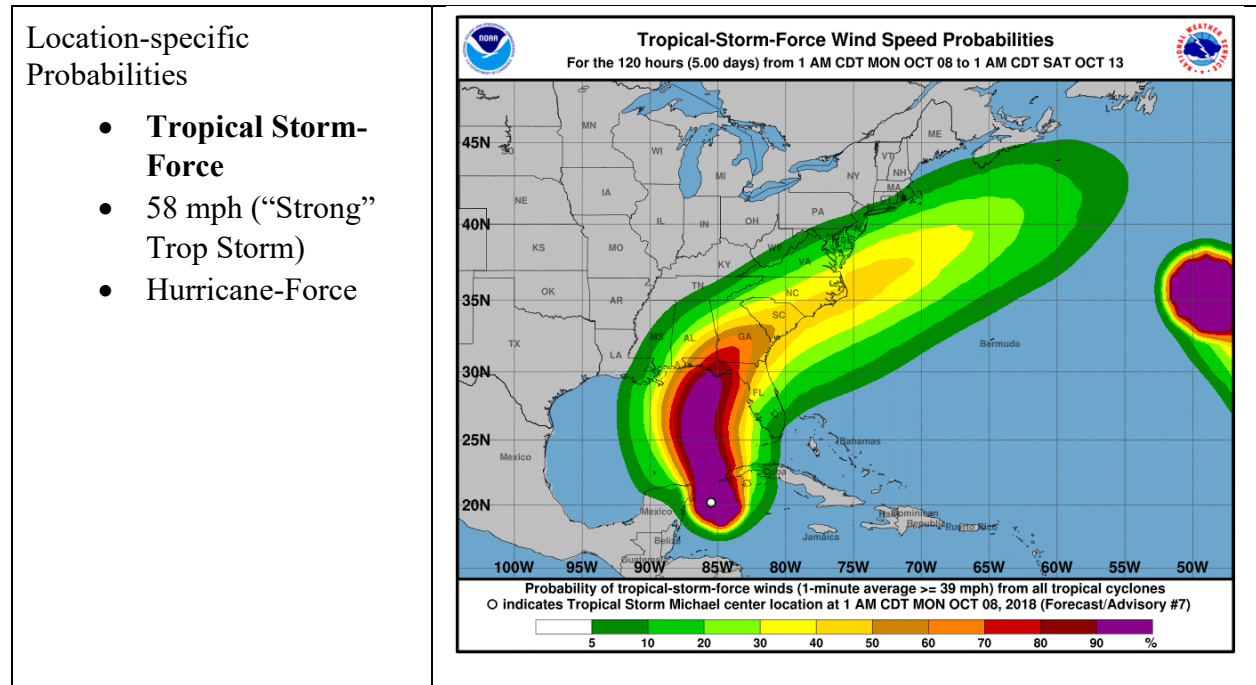 Location-specific
Probabilities
• Tropical Storm-
Force
• 58 mph (“Strong”
Trop Storm)
• Hurricane-Force
NOAA
Tropical-Storm-Force Wind Speed Probabilities
For the 120 hours (5.00 days) from 1 AM CDT MON OCT 08 to 1 AM CDT SAT OCT 13
NATIONAL WEATHER SERVICE
45N
SD
MN
WI
MI
NY
VT
NH
ME
MA
CT
NE
IA
IL
IN
OH
PA
40N
KS
MO
KY
WV
VA
DE
35N
OK
AR
TN
NC
SC
TX
LA
MS
AL
GA
Bermuda
30N
FL
25N
Mexico
Bahamas
Cuba
20N
Mexico
Belize
Jamaica
Dominican
Republic
Puerto Rico
Guatemala
100W 95W 90W 85W 80W 75W 70W 65W 60W 55W 50W
Probability of tropical-storm-force winds (1-minute average >= 39 mph) from all tropical cyclones
O indicates Tropical Storm Michael center location at 1 AM CDT MON OCT 08, 2018 (Forecast/Advisory #7)
5 10 20 30 40 50 60 70 80 90 %